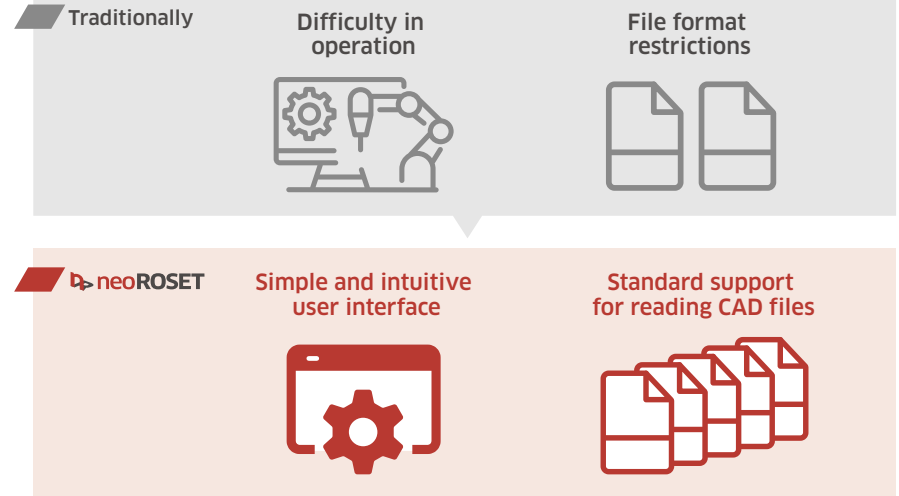 Traditionally
Difficulty in
operation
File format
restrictions
neoROSET
Simple and intuitive
user interface
Standard support
for reading CAD files